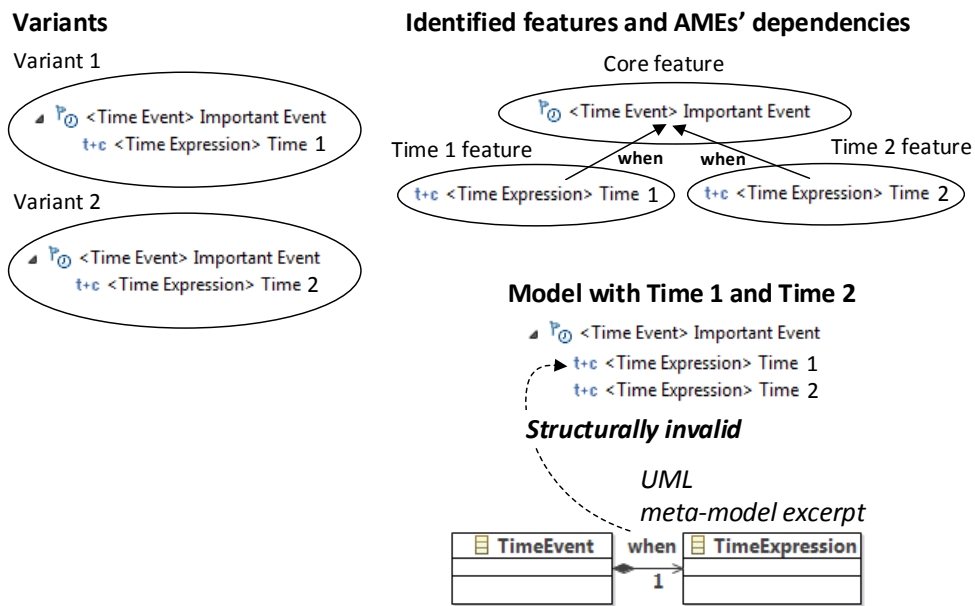 Variants
Variant 1
<Time Event> Important Event
t+c <Time Expression> Time 1
Variant 2
<Time Event> Important Event
t+c <Time Expression> Time 2
Identified features and AMEs' dependencies
Core feature
<Time Event> Important Event
Time 1 feature
when
when
Time 2 feature
t+c <Time Expression> Time 1
t+c <Time Expression> Time 2
Model with Time 1 and Time 2
<Time Event> Important Event
t+c <Time Expression> Time 1
t+c <Time Expression> Time 2
Structurally invalid
UML
meta-model excerpt
TimeEvent
when
TimeExpression
1